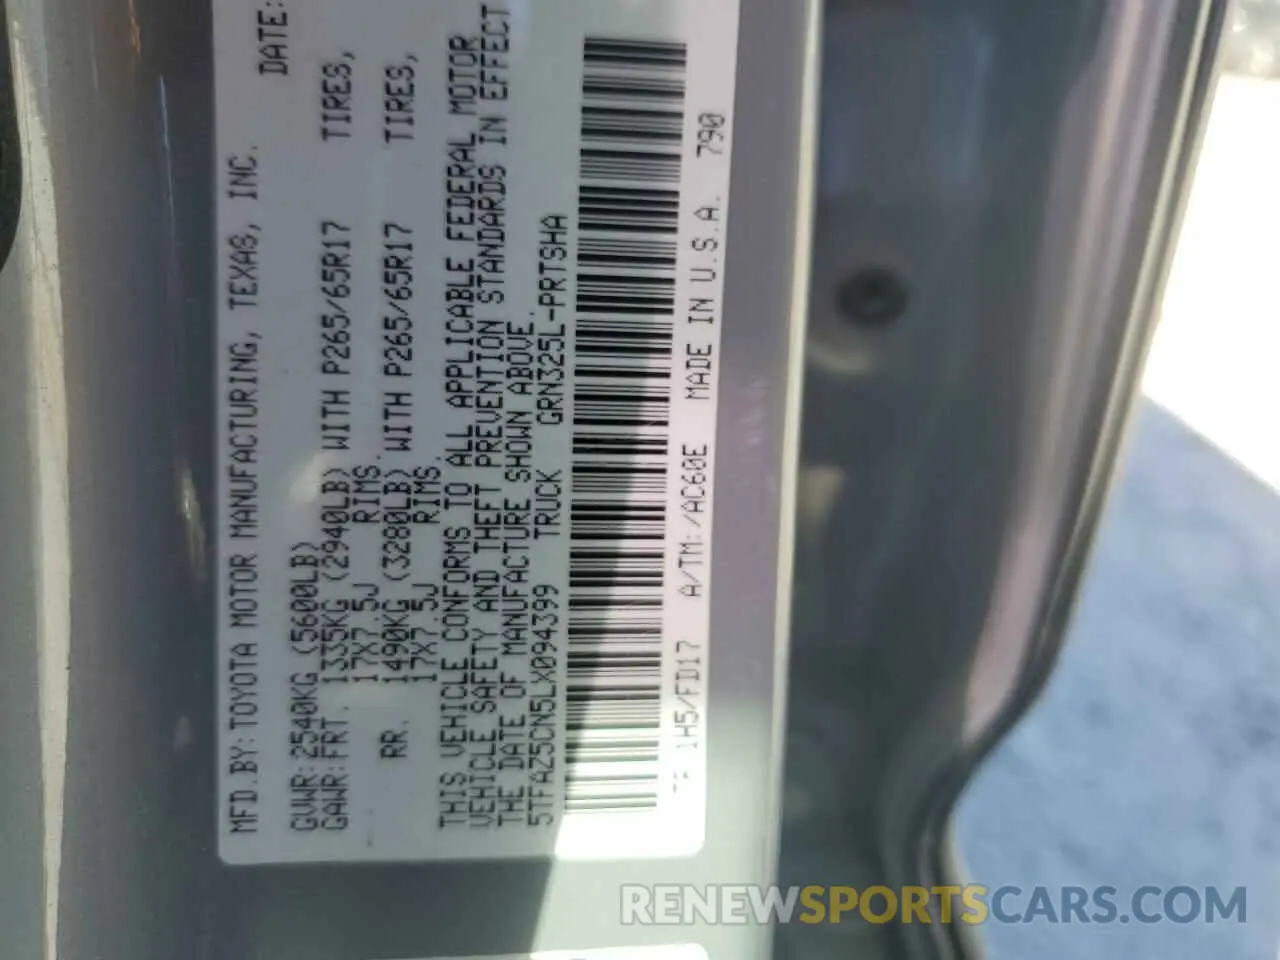 MFD.BY:TOYOTA MOTOR MANUFACTURING, TEXAS, INC. DATE:
GVWR:2540KG (5600LB)
GAWR:FRT. 1335KG (2940LB) WITH P265/65R17 TIRES,
17X7.5J RIMS.
RR. 1490KG (3280LB) WITH P265/65R17 TIRES,
17X7.5J RIMS.
THIS VEHICLE CONFORMS TO ALL APPLICABLE FEDERAL MOTOR
VEHICLE SAFETY AND THEFT PREVENTION STANDARDS IN EFFECT
THE DATE OF MANUFACTURE SHOWN ABOVE.
5TFAZ5CN5LX094399 TRUCK GRN325L-PRTSHA
1H5/FD17 A/TM:/AC60E MADE IN U.S.A. 790
RENEWSPORTSCARS.COM